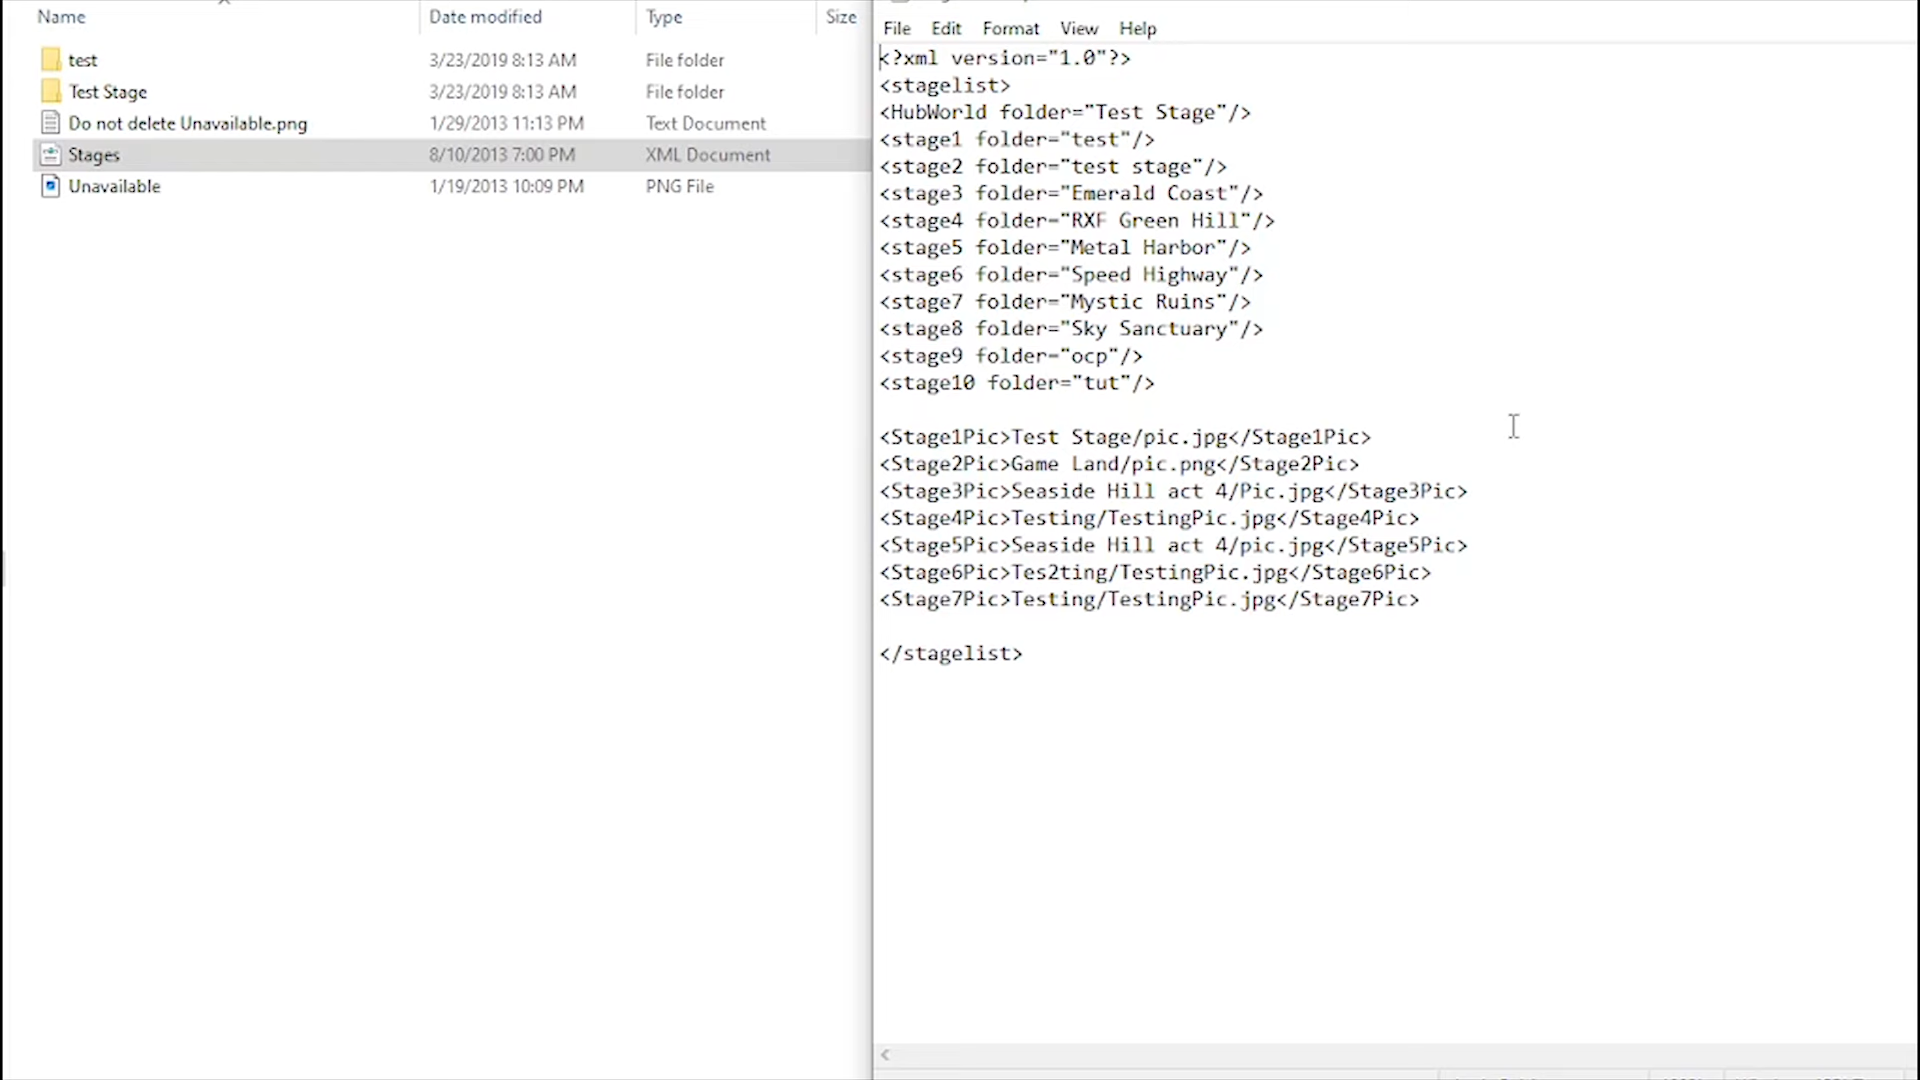 Name Date modified Type Size
test 3/23/2019 8:13 AM File folder
Test Stage 3/23/2019 8:13 AM File folder
Do not delete Unavailable.png 1/29/2013 11:13 PM Text Document
Stages 8/10/2013 7:00 PM XML Document
Unavailable 1/19/2013 10:09 PM PNG File
File Edit Format View Help
<?xml version="1.0"?>
<stagelist>
<HubWorld folder="Test Stage"/>
<stage1 folder="test"/>
<stage2 folder="test stage"/>
<stage3 folder="Emerald Coast"/>
<stage4 folder="RXF Green Hill"/>
<stage5 folder="Metal Harbor"/>
<stage6 folder="Speed Highway"/>
<stage7 folder="Mystic Ruins"/>
<stage8 folder="Sky Sanctuary"/>
<stage9 folder="ocp"/>
<stage10 folder="tut"/>
<Stage1Pic>Test Stage/pic.jpg</Stage1Pic>
<Stage2Pic>Game Land/pic.png</Stage2Pic>
<Stage3Pic>Seaside Hill act 4/Pic.jpg</Stage3Pic>
<Stage4Pic>Testing/TestingPic.jpg</Stage4Pic>
<Stage5Pic>Seaside Hill act 4/pic.jpg</Stage5Pic>
<Stage6Pic>Tes2ting/TestingPic.jpg</Stage6Pic>
<Stage7Pic>Testing/TestingPic.jpg</Stage7Pic>
</stagelist>